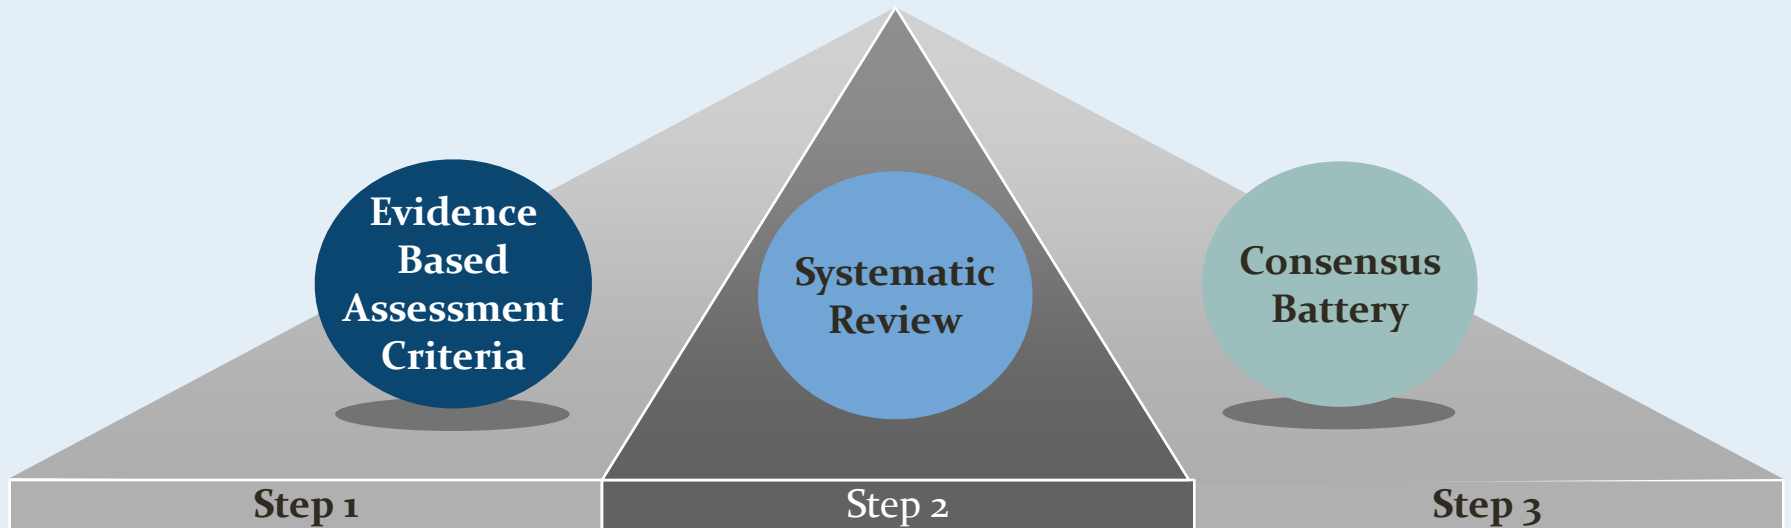 Evidence
Based
Assessment
Criteria
Systematic
Review
Consensus
Battery
Step 1
Step 2
Step 3